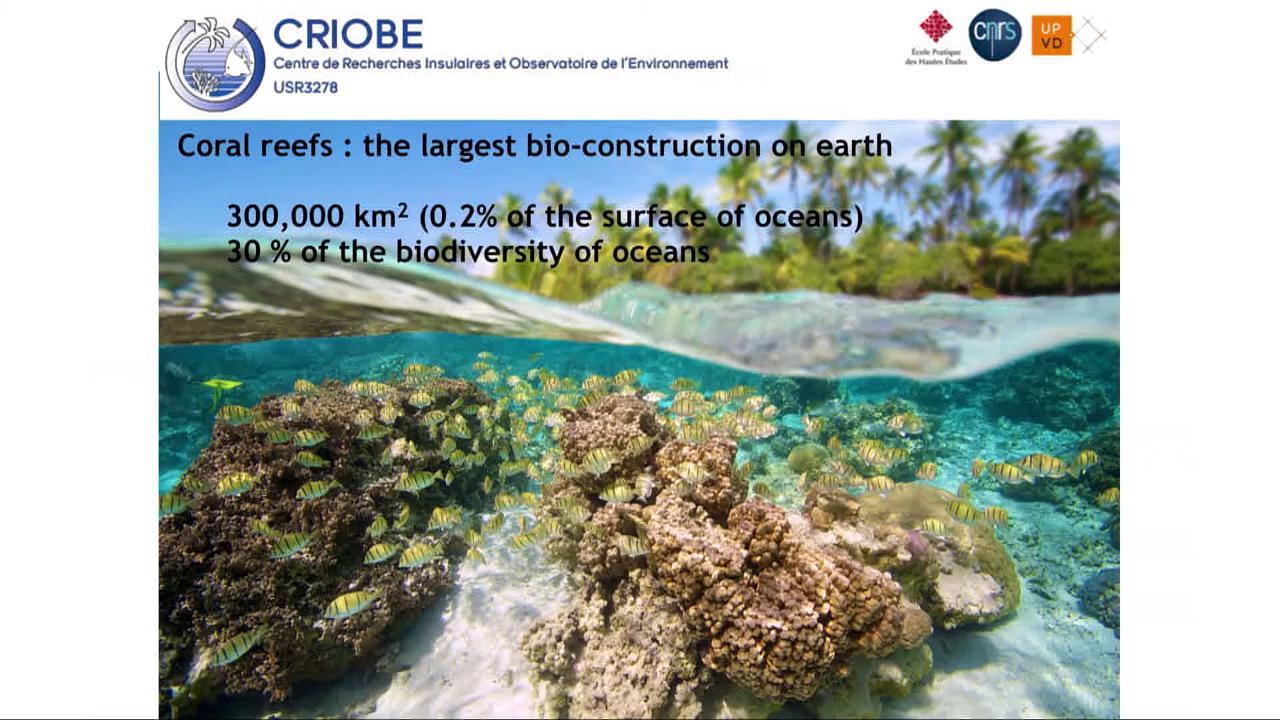 CRIOBE
Centre de Recherches Insulaires et Observatoire de l'Environnement
USR3278
École Pratique
des Hautes Études
cnrs
UP
VD
Coral reefs : the largest bio-construction on earth
300,000 km² (0.2% of the surface of oceans)
30 % of the biodiversity of oceans